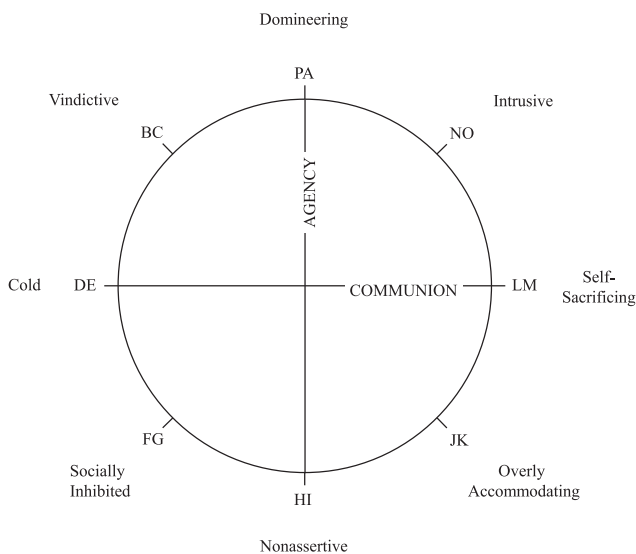 Domineering
PA
Vindictive
Intrusive
BC
NO
AGENCY
Cold
DE
COMMUNION
LM
Self-
Sacrificing
FG
JK
Socially
Inhibited
Overly
Accommodating
HI
Nonassertive